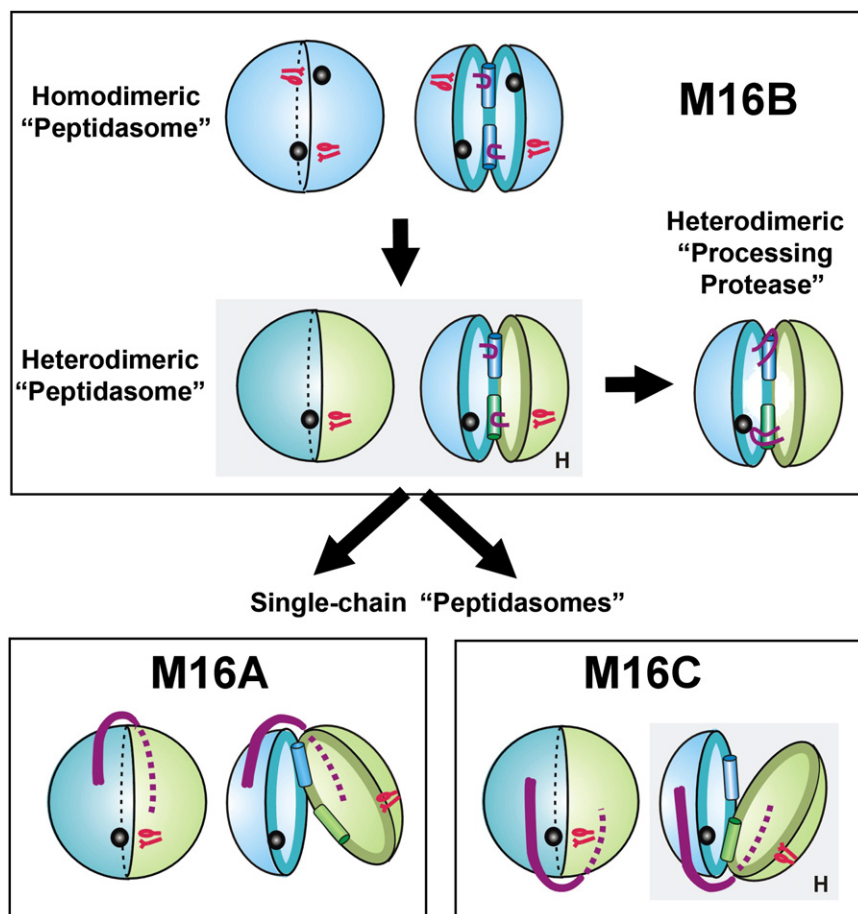 Homodimeric
“Peptidasome”
M16B
Heterodimeric
“Processing
Protease”
Heterodimeric
“Peptidasome”
H
Single-chain “Peptidasomes”
M16A
M16C
H